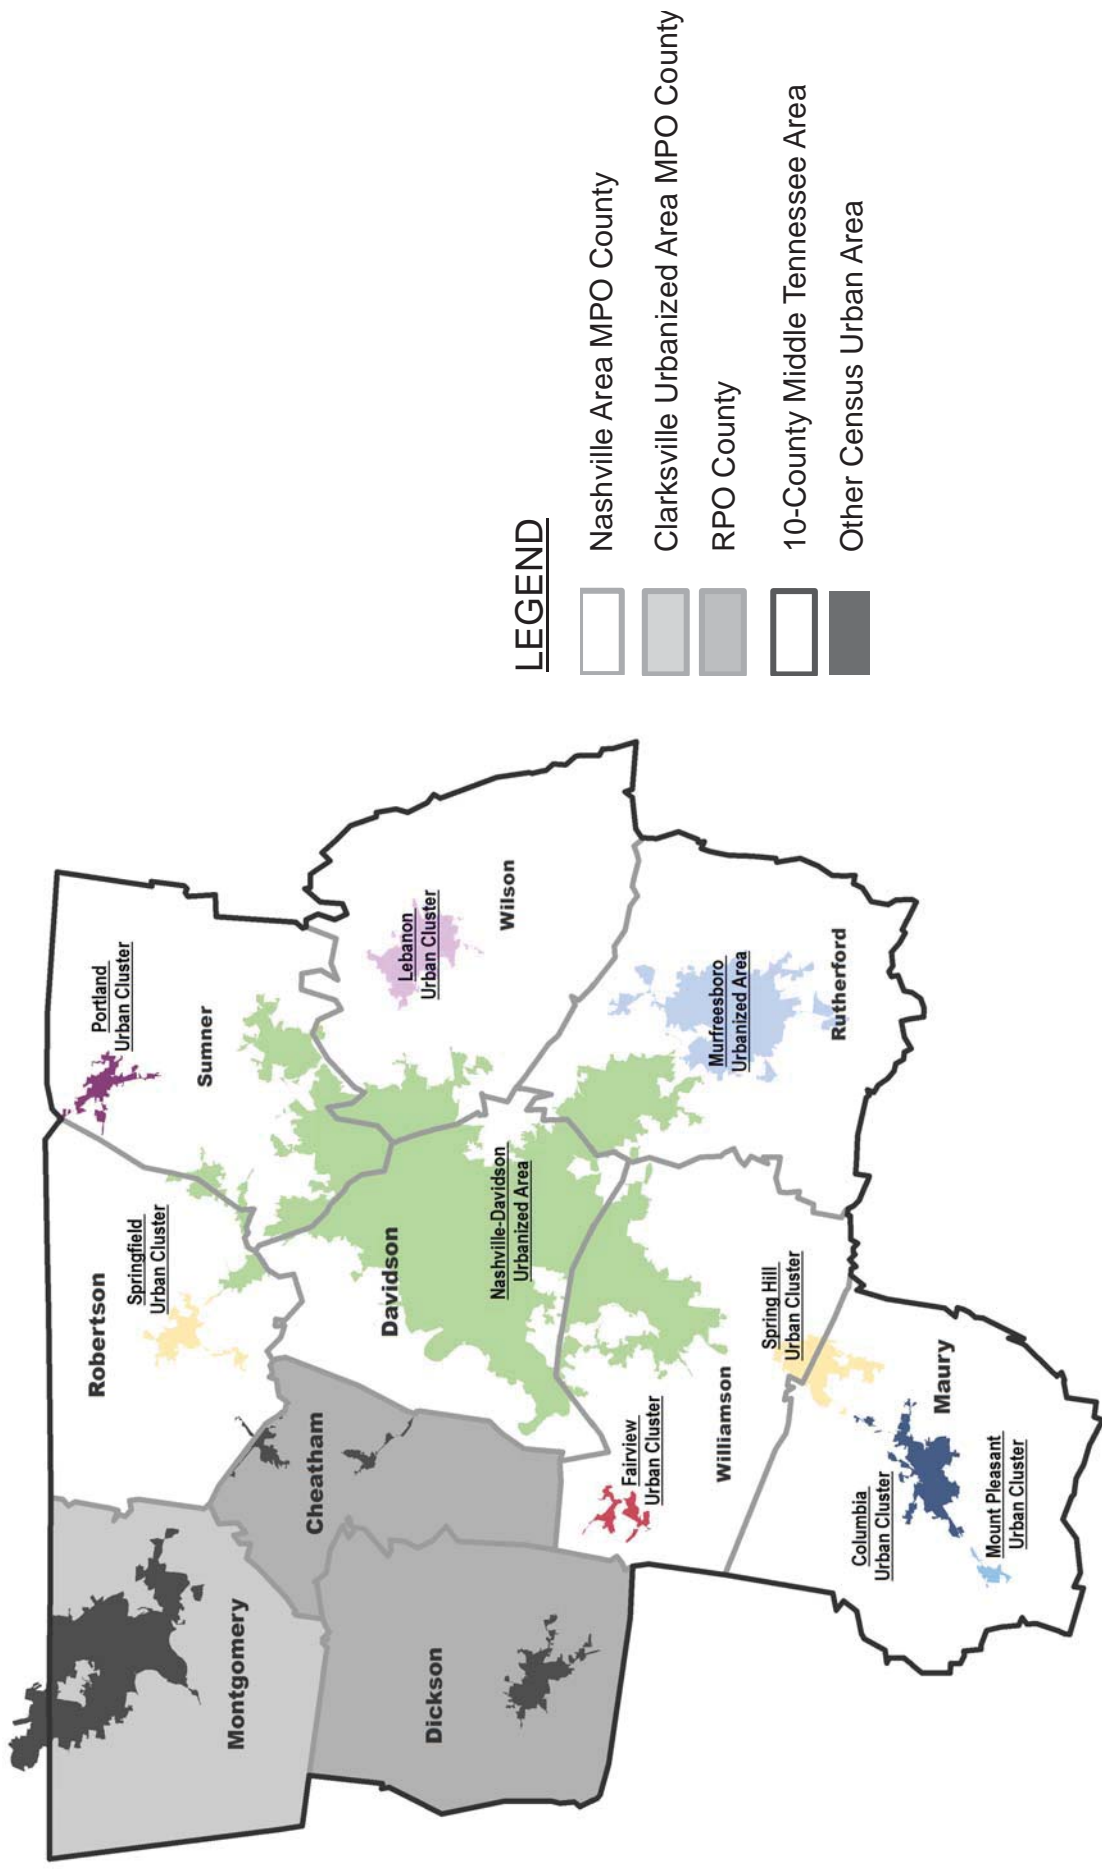 Portland
Urban Cluster
Sumner
Robertson
Springfield
Urban Cluster
Lebanon
Urban Cluster
Wilson
Montgomery
Cheatham
Davidson
Nashville-Davidson
Urbanized Area
Dickson
Murfreesboro
Urbanized Area
Rutherford
Fairview
Urban Cluster
Williamson
Spring Hill
Urban Cluster
Columbia
Urban Cluster
Maury
Mount Pleasant
Urban Cluster
LEGEND
Nashville Area MPO County
Clarksville Urbanized Area MPO County
RPO County
10-County Middle Tennessee Area
Other Census Urban Area